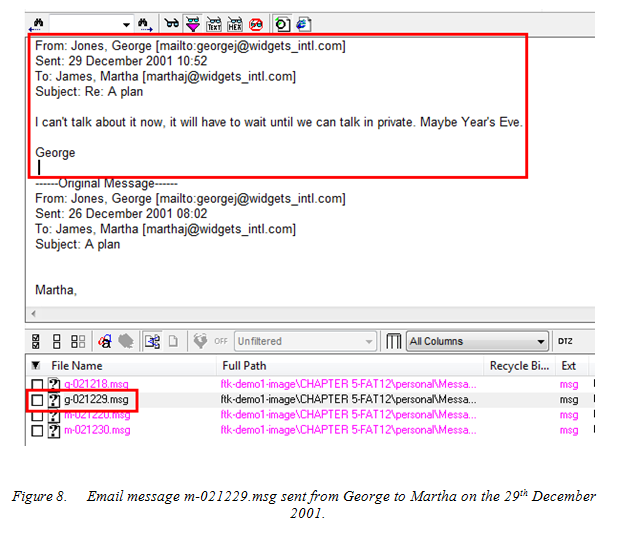 TEXT HEX
From: Jones, George [mailto:georgej@widgets_intl.com]
Sent: 29 December 2001 10:52
To: James, Martha [marthaj@widgets_intl.com]
Subject: Re: A plan
I can't talk about it now, it will have to wait until we can talk in private. Maybe Year's Eve.
George
------Original Message------
From: Jones, George [mailto:georgej@widgets_intl.com]
Sent: 26 December 2001 08:02
To: James, Martha [marthaj@widgets_intl.com]
Subject: A plan
Martha,
OFF Unfiltered All Columns DTZ
File Name Full Path Recycle Bi... Ext
g-021218.msg ftk-demo1-image\CHAPTER 5-FAT12\personal\Messa... msg
g-021229.msg ftk-demo1-image\CHAPTER 5-FAT12\personal\Messa... msg
m-021220.msg ftk-demo1-image\CHAPTER 5-FAT12\personal\Messa... msg
m-021230.msg ftk-demo1-image\CHAPTER 5-FAT12\personal\Messa... msg
Figure 8. Email message m-021229.msg sent from George to Martha on the 29th December
2001.